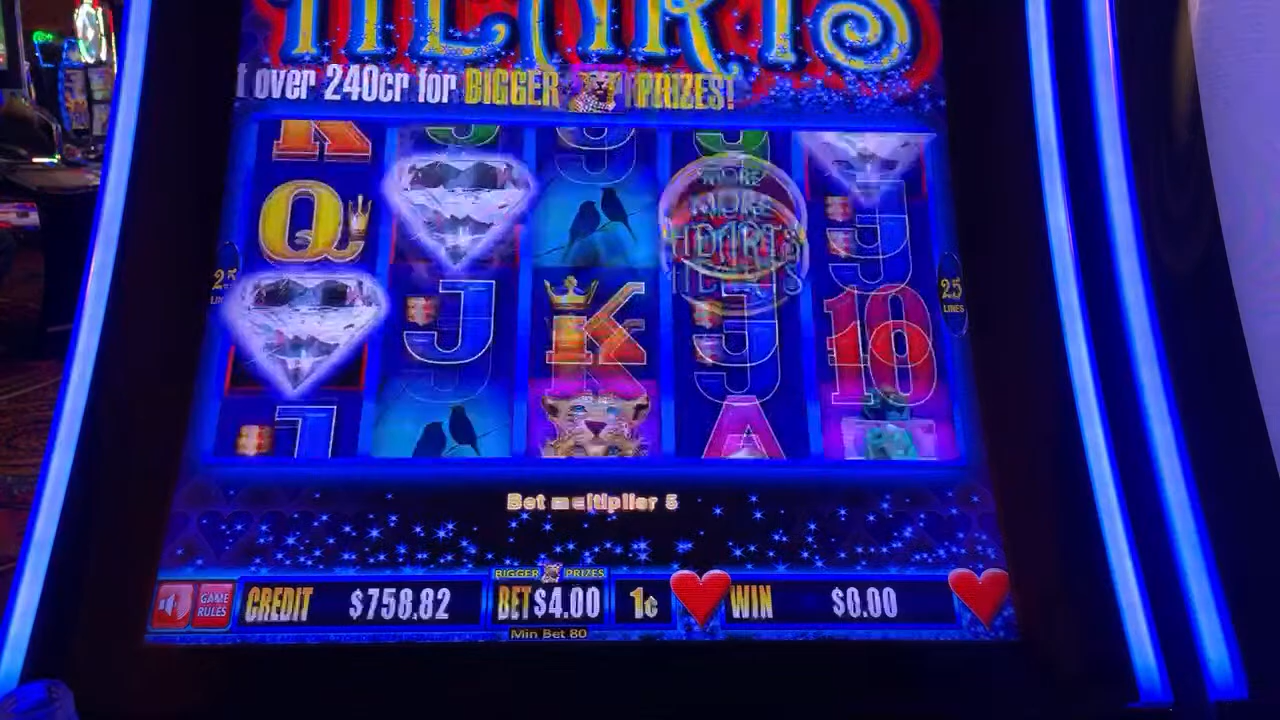 HEARTS
over 240cr for BIGGER PRIZES!
K
Q
MORE
HEARTS
J
25
LINES
J
K
J
10
J
A
Bet multiplier 5
BIGGER PRIZES
GAME RULES
CREDIT $758.82
BET $4.00
1¢
WIN $0.00
Min Bet 80